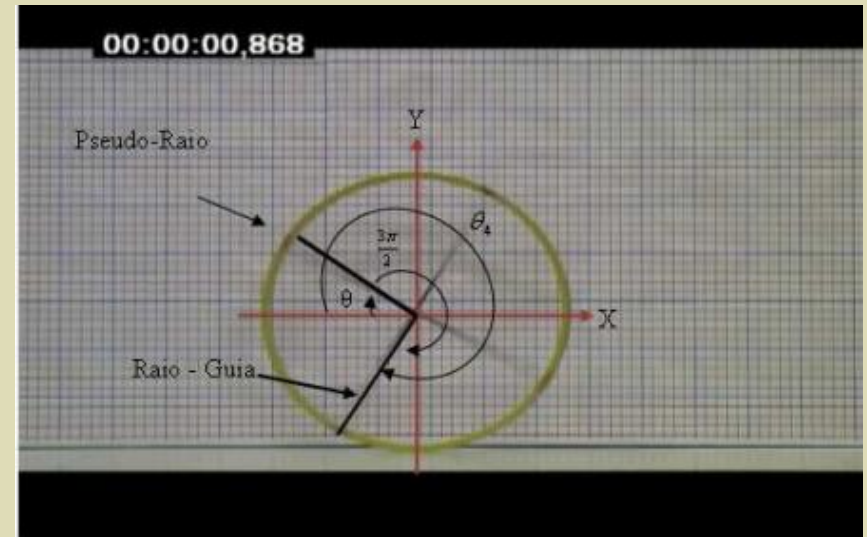 00:00:00,868
Y
Pseudo-Raio
θ₄
3π/2
θ
X
Raio - Guia